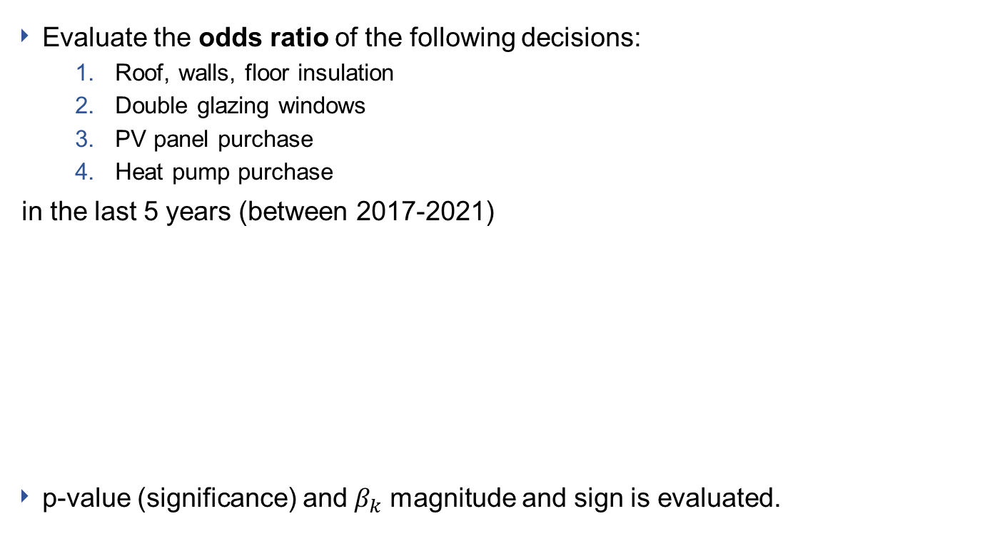 Evaluate the odds ratio of the following decisions:
1. Roof, walls, floor insulation
2. Double glazing windows
3. PV panel purchase
4. Heat pump purchase
in the last 5 years (between 2017-2021)
p-value (significance) and βₖ magnitude and sign is evaluated.